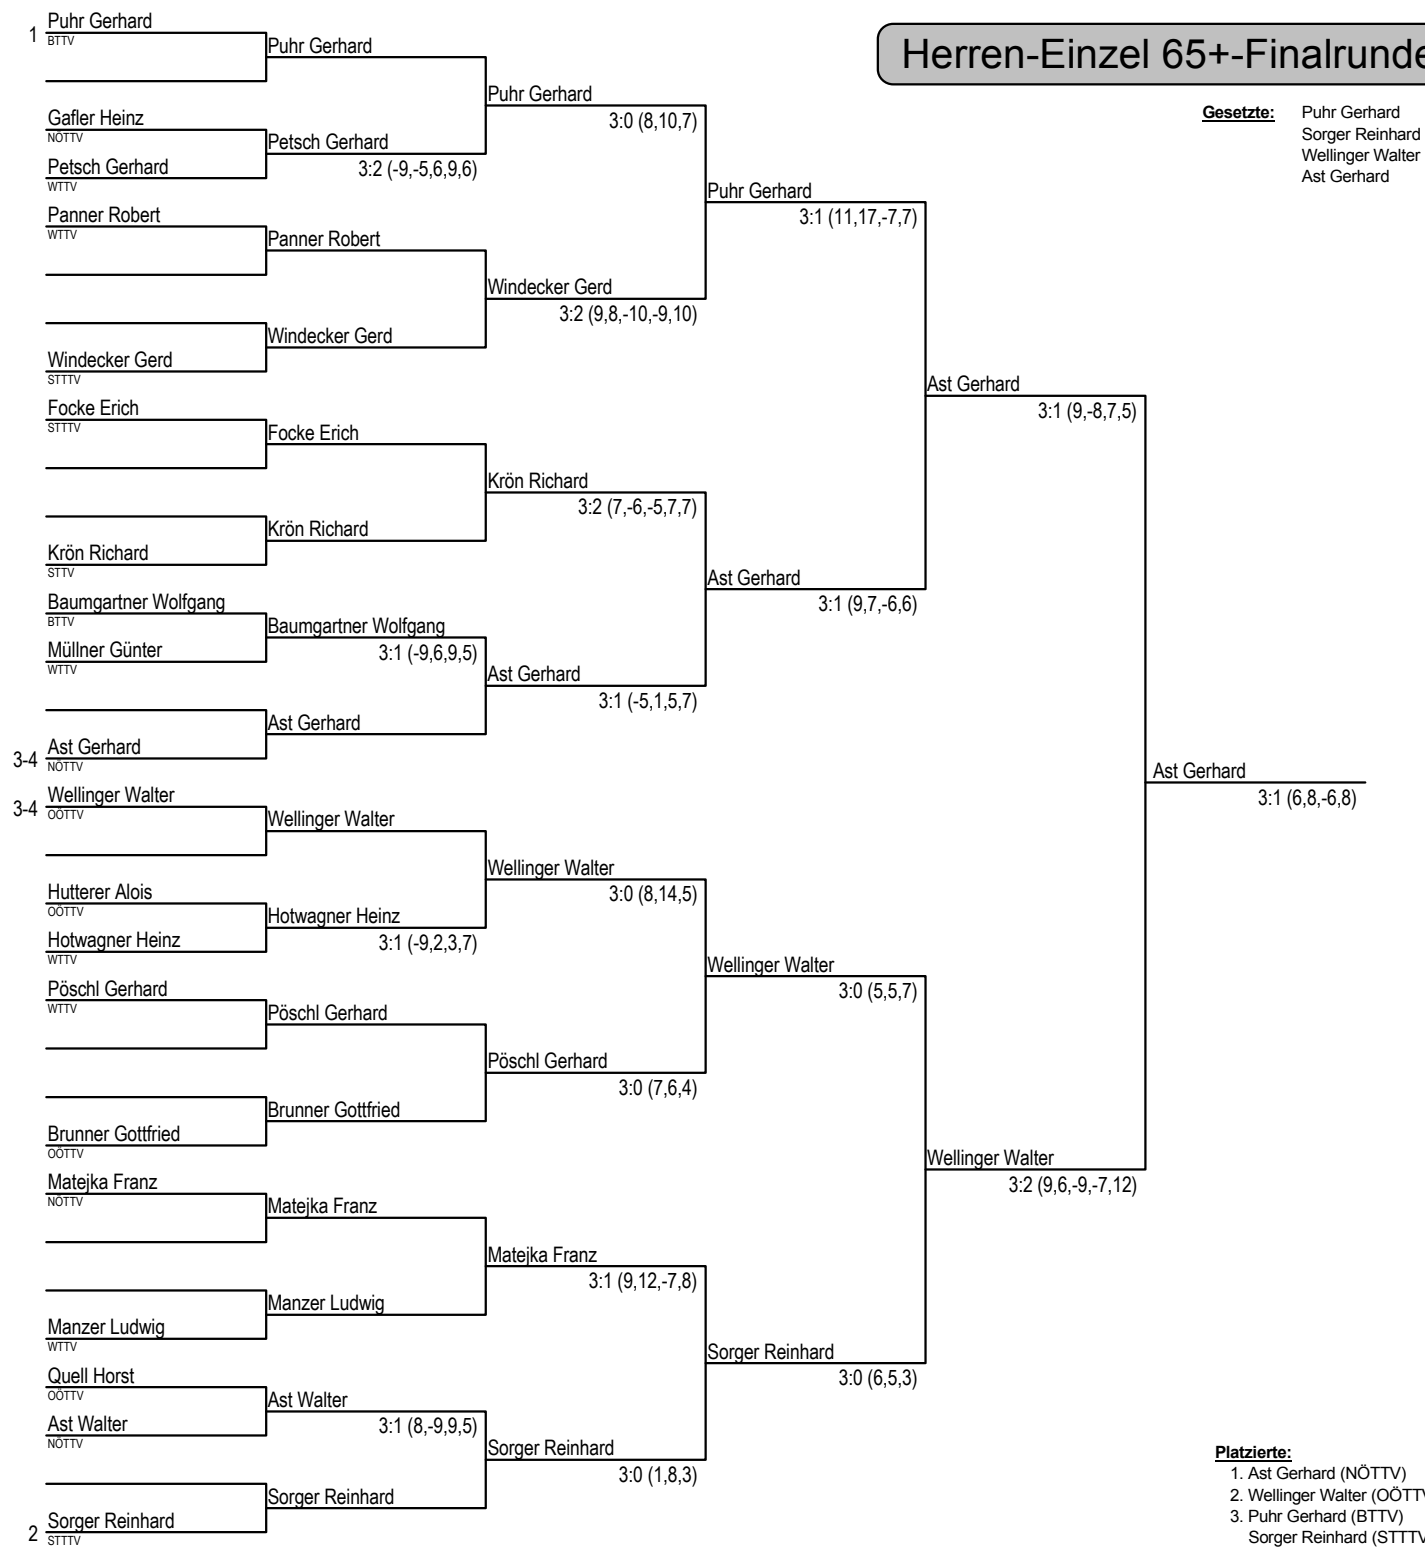 Herren-Einzel 65+-Finalrunde
Gesetzte: Puhr Gerhard
Sorger Reinhard
Wellinger Walter
Ast Gerhard
1 Puhr Gerhard
BTTV
Gafler Heinz
NÖTTV
Petsch Gerhard
WTTV
Panner Robert
WTTV
Windecker Gerd
STTTV
Focke Erich
STTTV
Krön Richard
STTV
Baumgartner Wolfgang
BTTV
Müllner Günter
WTTV
3-4 Ast Gerhard
NÖTTV
3-4 Wellinger Walter
OÖTTV
Hutterer Alois
OÖTTV
Hotwagner Heinz
WTTV
Pöschl Gerhard
WTTV
Brunner Gottfried
OÖTTV
Matejka Franz
NÖTTV
Manzer Ludwig
WTTV
Quell Horst
OÖTTV
Ast Walter
NÖTTV
2 Sorger Reinhard
STTTV
Puhr Gerhard
Petsch Gerhard
3:2 (-9,-5,6,9,6)
Panner Robert
Windecker Gerd
Focke Erich
Krön Richard
Baumgartner Wolfgang
3:1 (-9,6,9,5)
Ast Gerhard
Wellinger Walter
Hotwagner Heinz
3:1 (-9,2,3,7)
Pöschl Gerhard
Brunner Gottfried
Matejka Franz
Manzer Ludwig
Ast Walter
3:1 (8,-9,9,5)
Sorger Reinhard
Puhr Gerhard
3:0 (8,10,7)
Windecker Gerd
3:2 (9,8,-10,-9,10)
Krön Richard
3:2 (7,-6,-5,7,7)
Ast Gerhard
3:1 (-5,1,5,7)
Wellinger Walter
3:0 (8,14,5)
Pöschl Gerhard
3:0 (7,6,4)
Matejka Franz
3:1 (9,12,-7,8)
Sorger Reinhard
3:0 (1,8,3)
Puhr Gerhard
3:1 (11,17,-7,7)
Ast Gerhard
3:1 (9,7,-6,6)
Wellinger Walter
3:0 (5,5,7)
Sorger Reinhard
3:0 (6,5,3)
Ast Gerhard
3:1 (9,-8,7,5)
Wellinger Walter
3:2 (9,6,-9,-7,12)
Ast Gerhard
3:1 (6,8,-6,8)
Platzierte:
1. Ast Gerhard (NÖTTV)
2. Wellinger Walter (OÖTTV
3. Puhr Gerhard (BTTV)
Sorger Reinhard (STTTV